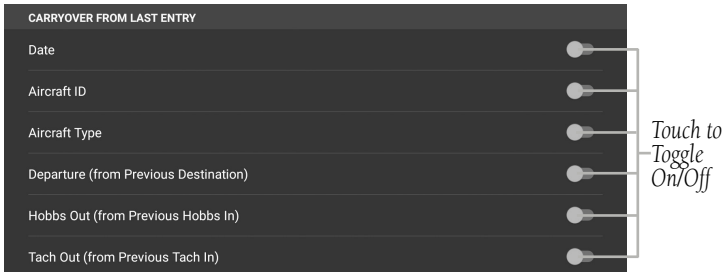 CARRYOVER FROM LAST ENTRY
Date
Aircraft ID
Aircraft Type
Departure (from Previous Destination)
Hobbs Out (from Previous Hobbs In)
Tach Out (from Previous Tach In)
Touch to
Toggle
On/Off